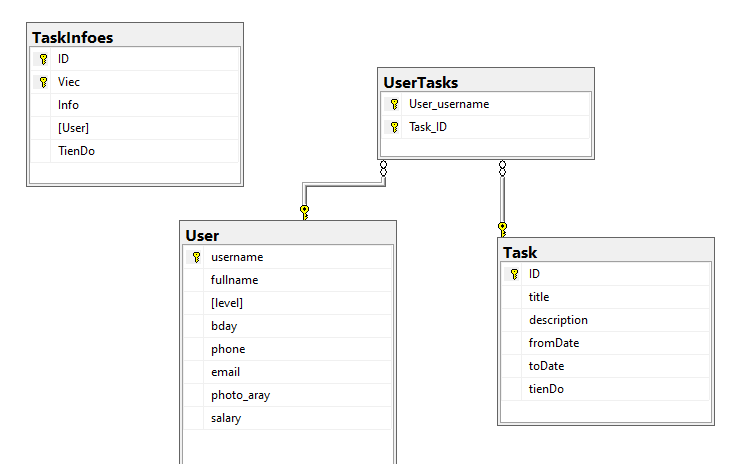 TaskInfoes
ID
Viec
Info
[User]
TienDo
UserTasks
User_username
Task_ID
User
username
fullname
[level]
bday
phone
email
photo_aray
salary
Task
ID
title
description
fromDate
toDate
tienDo